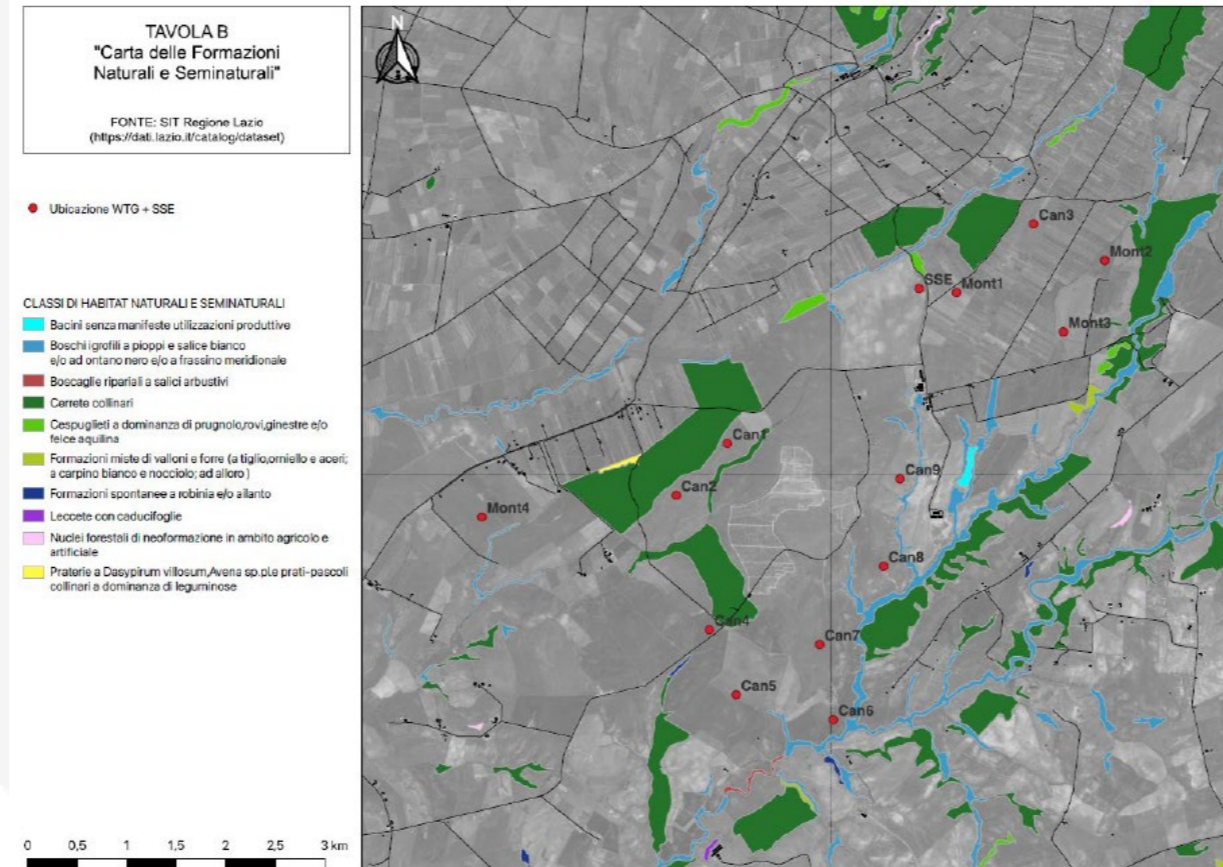 TAVOLA B
"Carta delle Formazioni
Naturali e Seminaturali"
FONTE: SIT Regione Lazio
(https://dati.lazio.it/catalog/dataset)
Ubicazione WTG + SSE
CLASSI DI HABITAT NATURALI E SEMINATURALI
Bacini senza manifeste utilizzazioni produttive
Boschi igrofili a pioppi e salice bianco
e/o ad ontano nero e/o a frassino meridionale
Boscaglie ripariali a salici arbustivi
Cerrete collinari
Cespuglieti a dominanza di prugnolo,rovi,ginestre e/o
felce aquilina
Formazioni miste di valloni e forre (a tiglio,orniello e aceri;
a carpino bianco e nocciolo; ad alloro)
Formazioni spontanee a robinia e/o ailanto
Leccete con caducifoglie
Nuclei forestali di neoformazione in ambito agricolo e
artificiale
Praterie a Dasypirum villosum,Avena sp.ple prati-pascoli
collinari a dominanza di leguminose
0 0,5 1 1,5 2 2,5 3 km
N
Can3
Mont2
SSE
Mont1
Mont3
Can1
Can9
Can2
Mont4
Can8
Can4
Can7
Can5
Can6